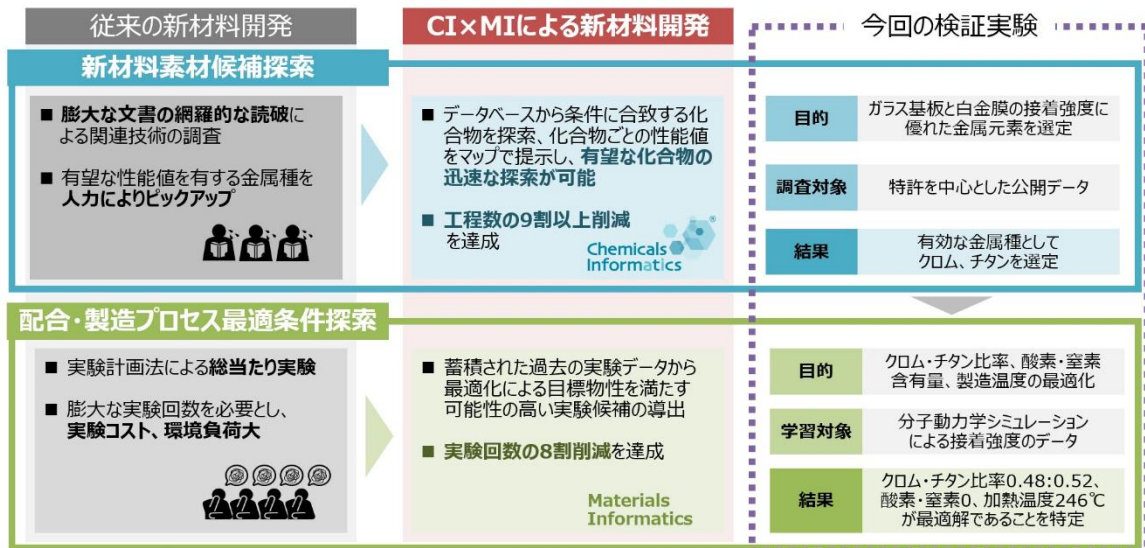 従来の新材料開発
CI×MIによる新材料開発
今回の検証実験
新材料素材候補探索
■ 膨大な文書の網羅的な読破に
よる関連技術の調査
■ 有望な性能値を有する金属種を
人力によりピックアップ
■ データベースから条件に合致する化
合物を探索、化合物ごとの性能値
をマップで提示し、有望な化合物の
迅速な探索が可能
■ 工程数の9割以上削減
を達成
Chemicals
Informatics
目的
ガラス基板と白金膜の接着強度に
優れた金属元素を選定
調査対象
特許を中心とした公開データ
結果
有効な金属種として
クロム、チタンを選定
配合・製造プロセス最適条件探索
■ 実験計画法による総当たり実験
■ 膨大な実験回数を必要とし、
実験コスト、環境負荷大
■ 蓄積された過去の実験データから
最適化による目標物性を満たす
可能性の高い実験候補の導出
■ 実験回数の8割削減を達成
Materials
Informatics
目的
クロム・チタン比率、酸素・窒素
含有量、製造温度の最適化
学習対象
分子動力学シミュレーション
による接着強度のデータ
結果
クロム・チタン比率0.48:0.52、
酸素・窒素0、加熱温度246℃
が最適解であることを特定